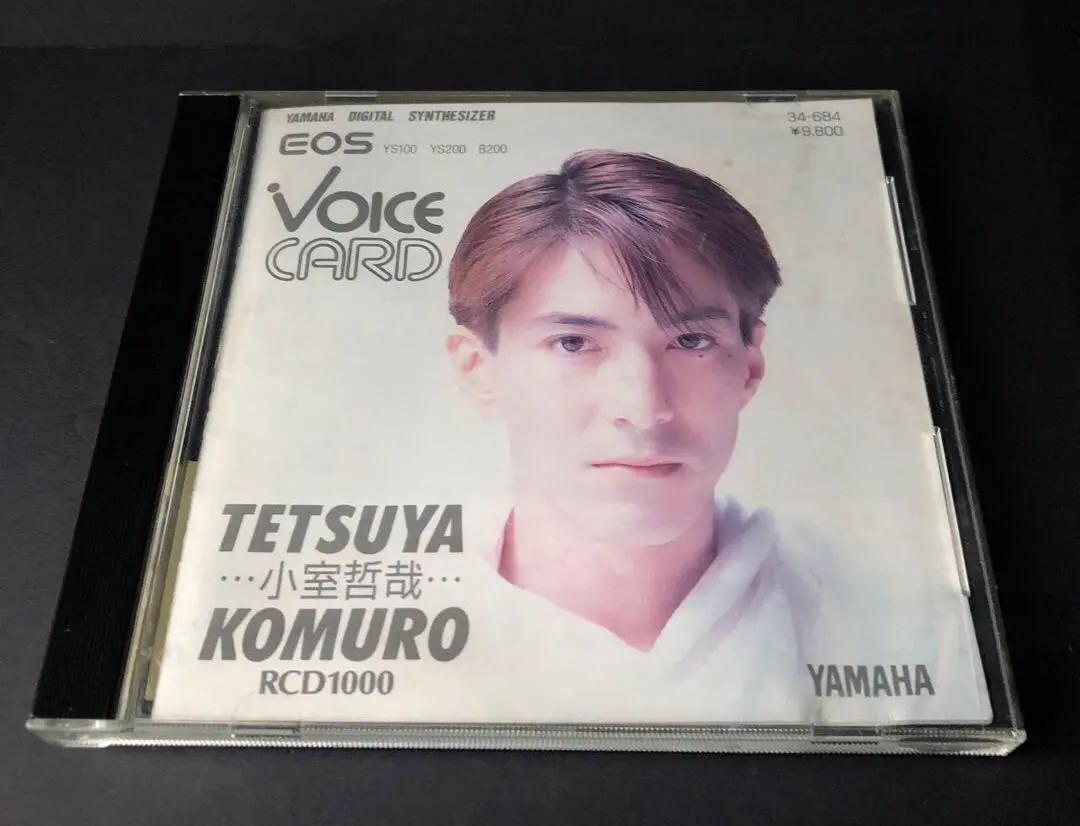 YAMAHA DIGITAL SYNTHESIZER
EOS YS100 YS200 B200
34-684
¥9,800
VOICE
CARD
TETSUYA
…小室哲哉…
KOMURO
RCD1000
YAMAHA